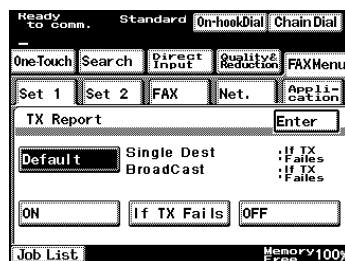 Ready to comm. Standard On-hookDial Chain Dial
One-Touch Search Direct Input Quality& Reduction FAXMenu
Set 1 Set 2 FAX Net. Appli-cation
TX Report Enter
Default Single Dest :If TX Failes
BroadCast :If TX Failes
ON If TX Fails OFF
Job List Memory Free 100%